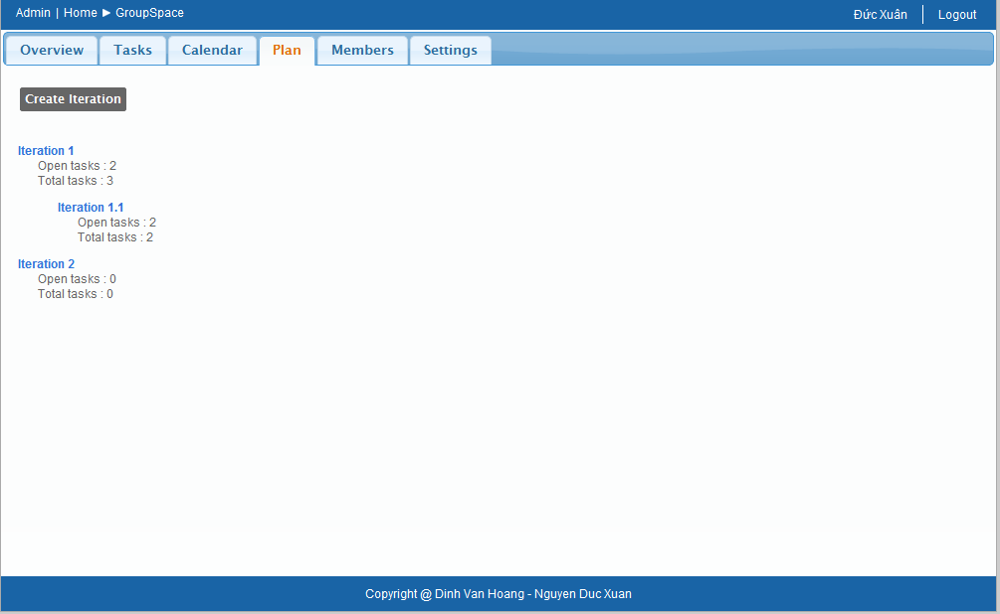 Admin | Home ► GroupSpace
Đức Xuân
Logout
Overview
Tasks
Calendar
Plan
Members
Settings
Create Iteration
Iteration 1
Open tasks : 2
Total tasks : 3
Iteration 1.1
Open tasks : 2
Total tasks : 2
Iteration 2
Open tasks : 0
Total tasks : 0
Copyright @ Dinh Van Hoang - Nguyen Duc Xuan